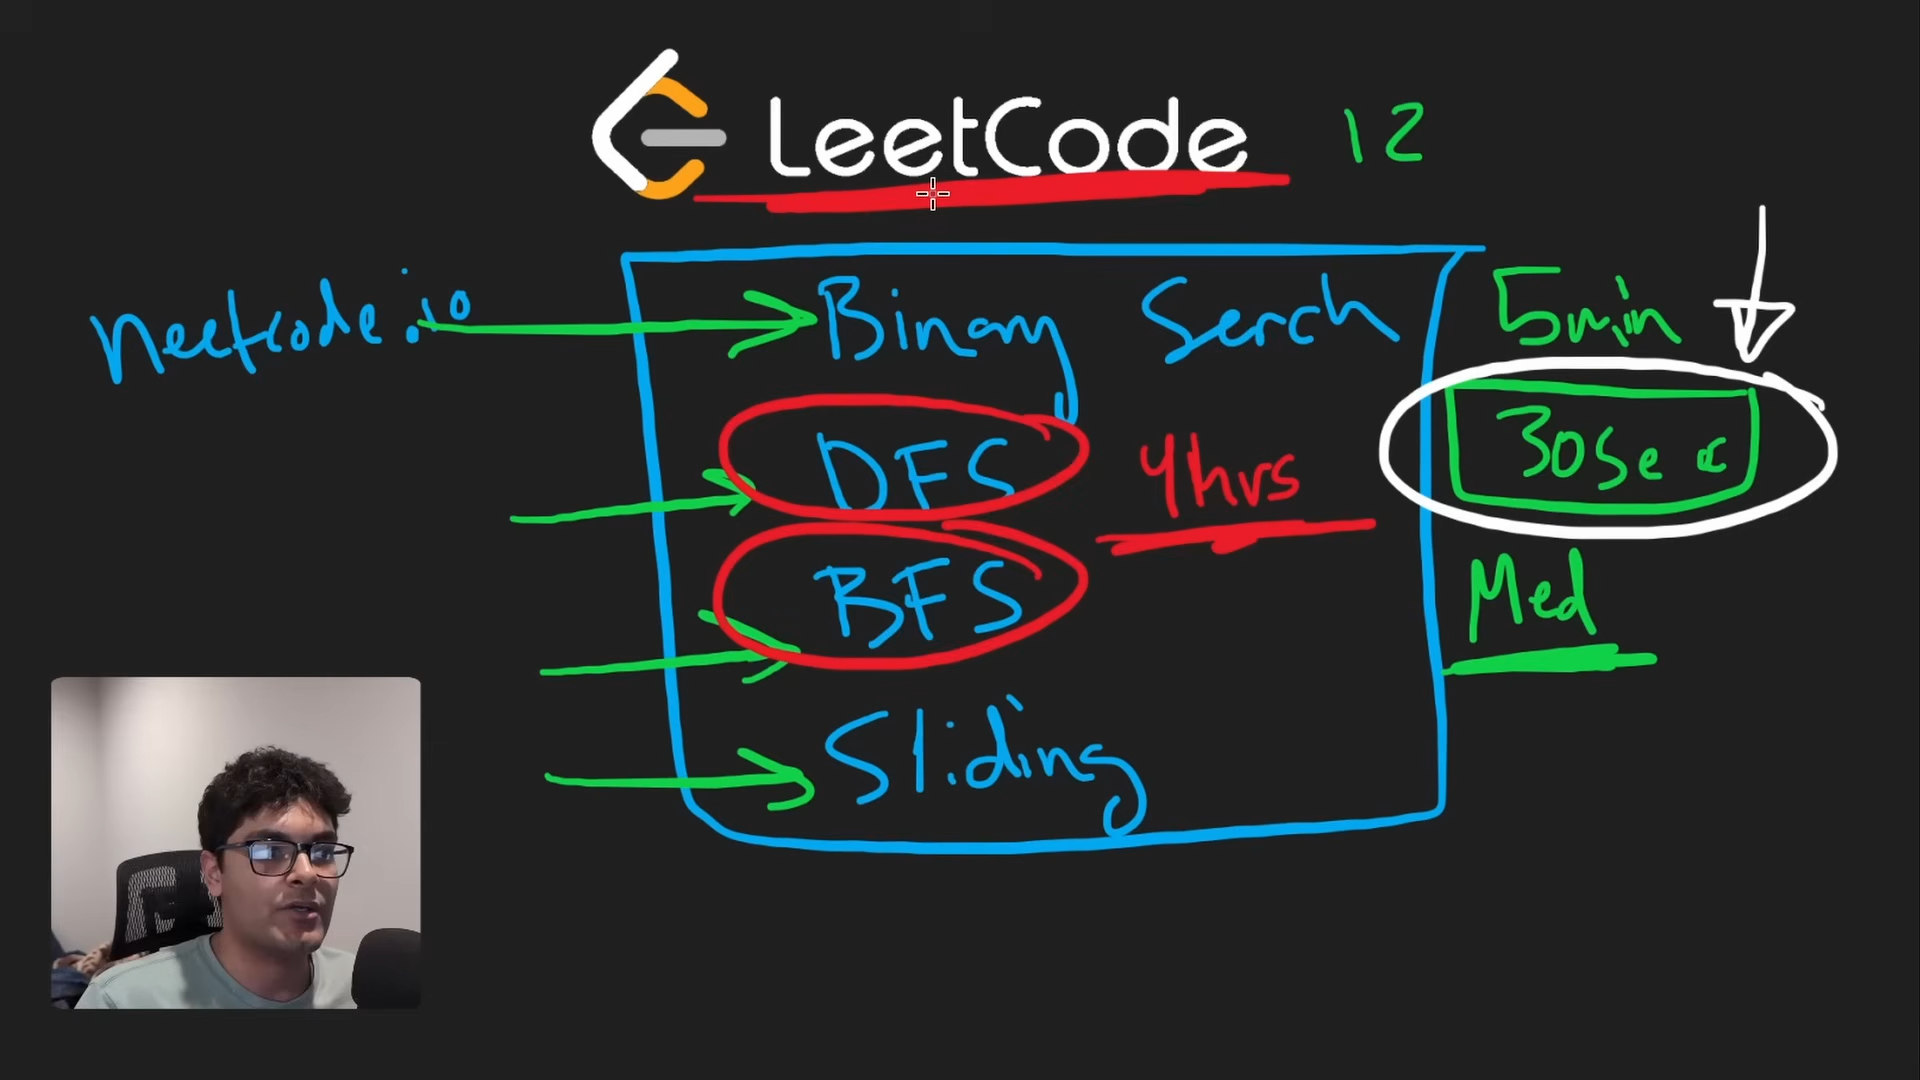 LeetCode 12
neetcode.io
Binary Serch 5min
DFS 4hrs 30Sec
BFS Med
Sliding